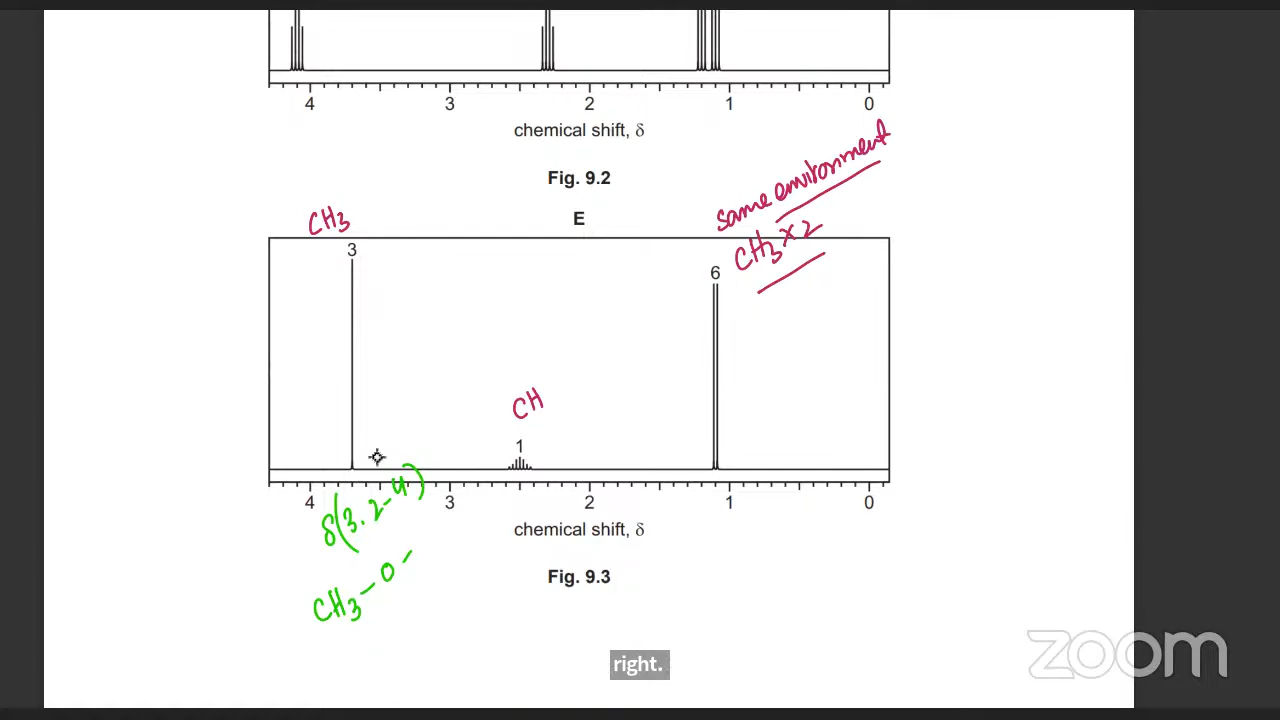 4 3 2 1 0
chemical shift, δ
Fig. 9.2
same environment
E
CH3
CH3 × 2
3
6
CH
1
4 3 2 1 0
δ(3.2-4)
chemical shift, δ
CH3-O-
Fig. 9.3
right.
zoom